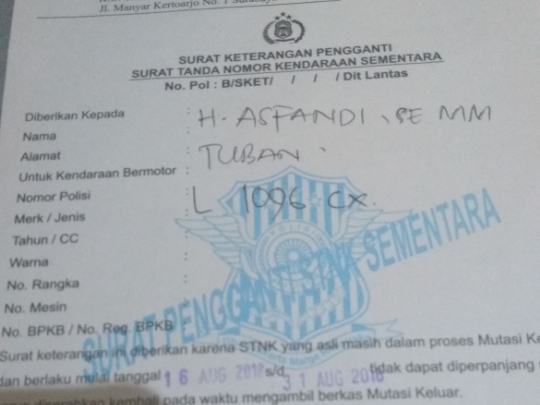 Jl. Manyar Kertoarjo No. 1 Surabaya
SURAT KETERANGAN PENGGANTI
SURAT TANDA NOMOR KENDARAAN SEMENTARA
No. Pol : B/SKET/ / / / Dit Lantas
Diberikan Kepada :
Nama : H. ASFANDI, SE MM
Alamat : TUBAN
Untuk Kendaraan Bermotor :
Nomor Polisi : L 1096 CX.
Merk / Jenis :
Tahun / CC :
Warna
No. Rangka
No. Mesin
No. BPKB / No. Reg. BPKB
SURAT PENGGANTI STNK SEMENTARA
Surat keterangan ini diberikan karena STNK yang asli masih dalam proses Mutasi
dan berlaku mulai tanggal 16 AUG 2018 s/d 31 AUG 2018 tidak dapat diperpanjang
kembali pada waktu mengambil berkas Mutasi Keluar.